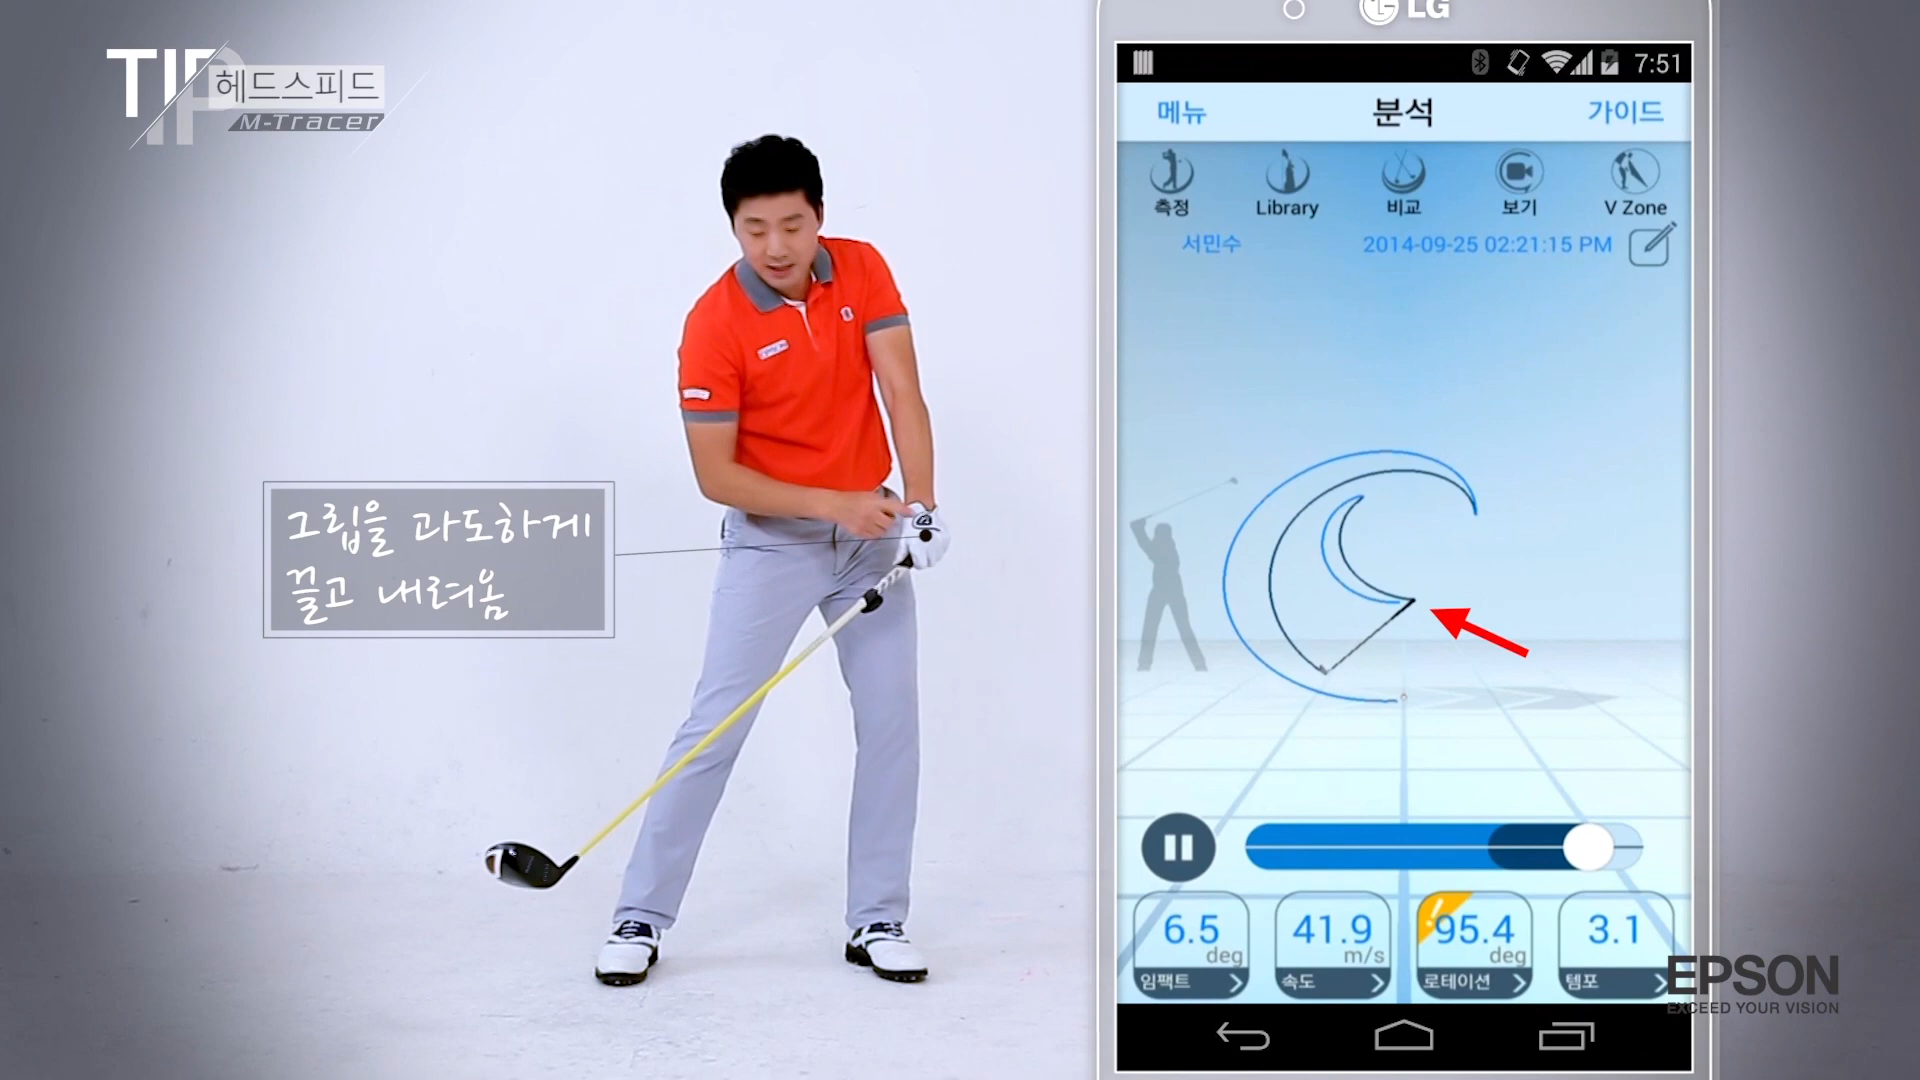 TIP
헤드스피드
M-Tracer
그립을 과도하게
끌고 내려옴
LG
7:51
메뉴 분석 가이드
측정 Library 비교 보기 V Zone
서민수 2014-09-25 02:21:15 PM
6.5 deg 41.9 m/s 95.4 deg 3.1
임팩트 속도 로테이션 템포
EPSON
EXCEED YOUR VISION